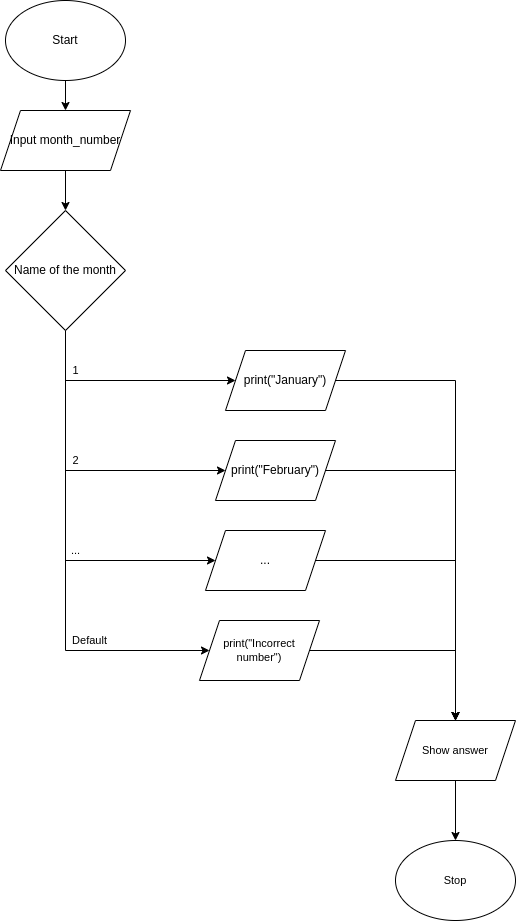 Start
Input month_number
Name of the month
1
print("January")
2
print("February")
...
...
Default
print("Incorrect
number")
Show answer
Stop